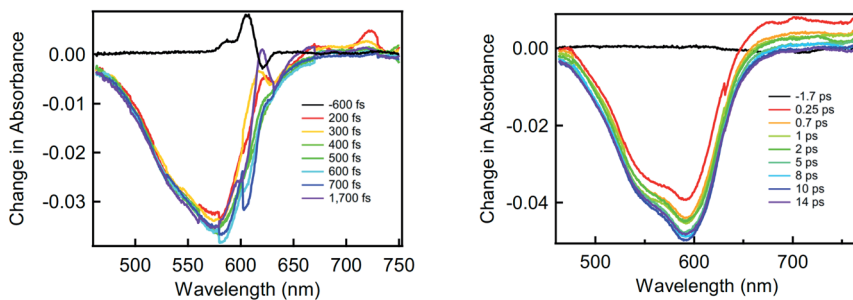 Change in Absorbance
0.00
-0.01
-0.02
-0.03
500
550
600
650
700
750
Wavelength (nm)
-600 fs
200 fs
300 fs
400 fs
500 fs
600 fs
700 fs
1,700 fs
Change in Absorbance
0.00
-0.02
-0.04
500
600
700
Wavelength (nm)
-1.7 ps
0.25 ps
0.7 ps
1 ps
2 ps
5 ps
8 ps
10 ps
14 ps